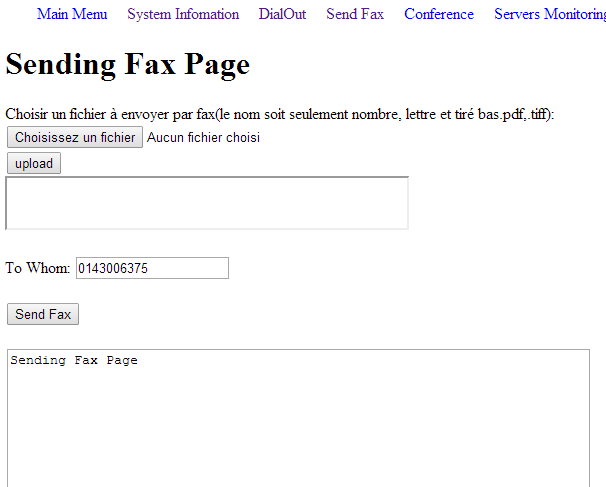 Main Menu System Infomation DialOut Send Fax Conference Servers Monitoring
Sending Fax Page
Choisir un fichier à envoyer par fax(le nom soit seulement nombre, lettre et tiré bas.pdf,.tiff):
Choisissez un fichier Aucun fichier choisi
upload
To Whom: 0143006375
Send Fax
Sending Fax Page